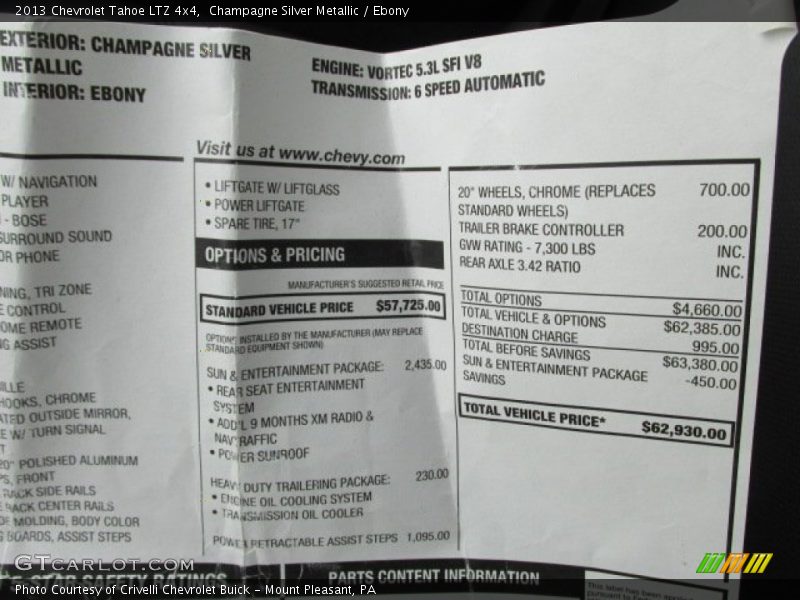 2013 Chevrolet Tahoe LTZ 4x4, Champagne Silver Metallic / Ebony
EXTERIOR: CHAMPAGNE SILVER
METALLIC
INTERIOR: EBONY
ENGINE: VORTEC 5.3L SFI V8
TRANSMISSION: 6 SPEED AUTOMATIC
Visit us at www.chevy.com
W/ NAVIGATION
PLAYER
- BOSE
SURROUND SOUND
OR PHONE
NING, TRI ZONE
E CONTROL
OME REMOTE
NG ASSIST
ILLE
HOOKS, CHROME
ATED OUTSIDE MIRROR,
E W/ TURN SIGNAL
T
20" POLISHED ALUMINUM
PS, FRONT
RACK SIDE RAILS
RACK CENTER RAILS
DE MOLDING, BODY COLOR
G BOARDS, ASSIST STEPS
• LIFTGATE W/ LIFTGLASS
• POWER LIFTGATE
• SPARE TIRE, 17"
OPTIONS & PRICING
MANUFACTURER'S SUGGESTED RETAIL PRICE
STANDARD VEHICLE PRICE $57,725.00
OPTIONS INSTALLED BY THE MANUFACTURER (MAY REPLACE
STANDARD EQUIPMENT SHOWN)
SUN & ENTERTAINMENT PACKAGE: 2,435.00
• REAR SEAT ENTERTAINMENT
SYSTEM
• ADD'L 9 MONTHS XM RADIO &
NAVTRAFFIC
• POWER SUNROOF
HEAVY DUTY TRAILERING PACKAGE: 230.00
• ENGINE OIL COOLING SYSTEM
• TRANSMISSION OIL COOLER
POWER RETRACTABLE ASSIST STEPS 1,095.00
20" WHEELS, CHROME (REPLACES 700.00
STANDARD WHEELS)
TRAILER BRAKE CONTROLLER 200.00
GVW RATING - 7,300 LBS INC.
REAR AXLE 3.42 RATIO INC.
TOTAL OPTIONS $4,660.00
TOTAL VEHICLE & OPTIONS $62,385.00
DESTINATION CHARGE 995.00
TOTAL BEFORE SAVINGS $63,380.00
SUN & ENTERTAINMENT PACKAGE -450.00
SAVINGS
TOTAL VEHICLE PRICE* $62,930.00
GTCARLOT.COM
STAR SAFETY RATINGS
PARTS CONTENT INFORMATION
This label has been applied
Photo Courtesy of Crivelli Chevrolet Buick - Mount Pleasant, PA